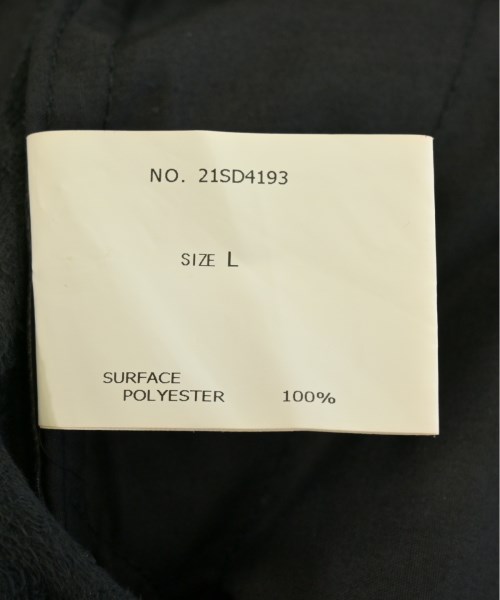 NO. 21SD4193
SIZE L
SURFACE
POLYESTER 100%